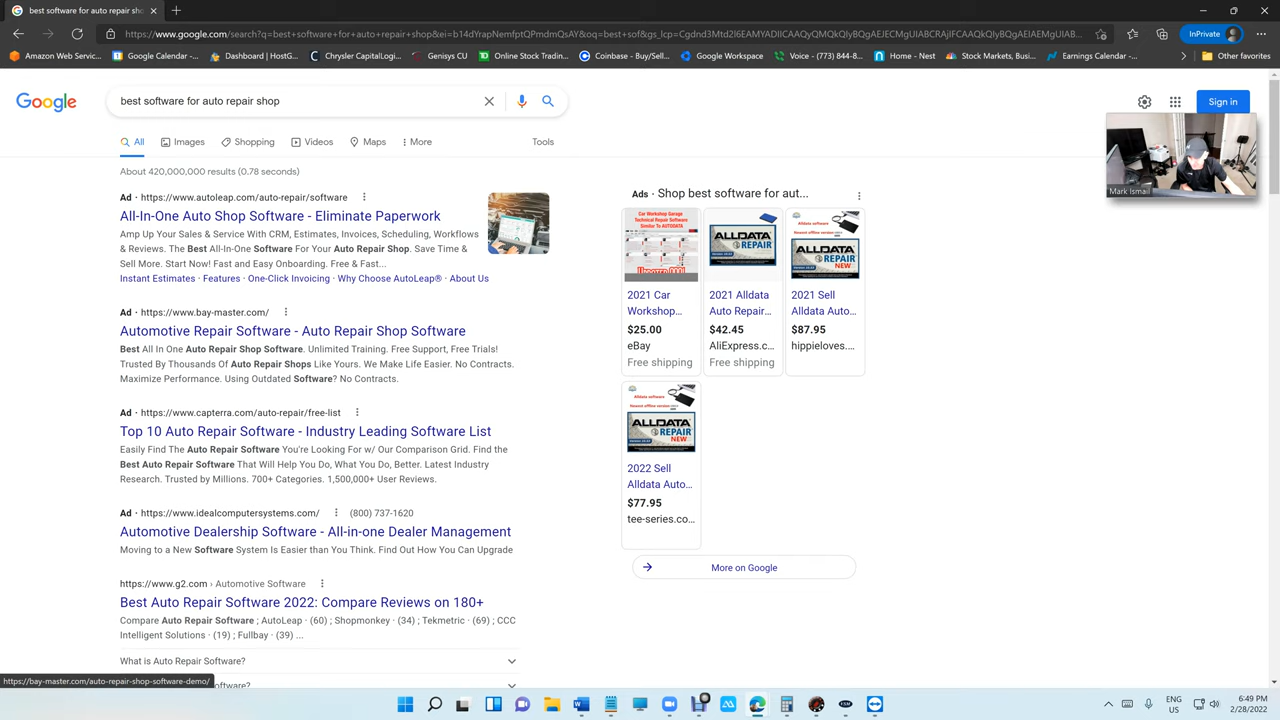 best software for auto repair sho
https://www.google.com/search?q=best+software+for+auto+repair+shop&ei=b14dYrapNemfptQPmdmQsAY&oq=best+sof&gs_lcp=Cgdnd3Mtd2l6EAMYADIICAAQyQMQkQIyBQgAEJECMgUIABCRAjIFCAAQkQIyBQgAEJECMgUIABCRAjIFCAAQkQIyBQgAEIAEMgUIAB...
InPrivate
Amazon Web Servic...
Google Calendar -...
Chrysler CapitalLogi...
Genisys CU
Online Stock Tradin...
Coinbase - Buy/Sell...
Google Workspace
Voice - (773) 844-8...
Home - Nest
Stock Markets, Busi...
Earnings Calendar -...
Other favorites
Google
best software for auto repair shop
Sign in
All
Images
Shopping
Videos
Maps
More
Tools
About 420,000,000 results (0.78 seconds)
Ad · https://www.autoleap.com/auto-repair/software
All-In-One Auto Shop Software - Eliminate Paperwork
amp Up Your Sales & Service With CRM, Estimates, Invoices, Scheduling, Workflows
Reviews. The Best All-In-One Software For Your Auto Repair Shop. Save Time &
Sell More. Start Now! Fast and Easy Onboarding. Free & Fast...
Instant Estimates · Features · One-Click Invoicing · Why Choose AutoLeap® · About Us
Ad · https://www.bay-master.com/
Automotive Repair Software - Auto Repair Shop Software
Best All In One Auto Repair Shop Software. Unlimited Training. Free Support, Free Trials!
Trusted By Thousands Of Auto Repair Shops Like Yours. We Make Life Easier. No Contracts.
Maximize Performance. Using Outdated Software? No Contracts.
Ad · https://www.capterra.com/auto-repair/free-list
Top 10 Auto Repair Software - Industry Leading Software List
Easily Find The Auto Repair Software You're Looking For w/ Our Comparison Grid. Find the
Best Auto Repair Software That Will Help You Do, What You Do, Better. Latest Industry
Research. Trusted by Millions. 700+ Categories. 1,500,000+ User Reviews.
Ad · https://www.idealcomputersystems.com/
(800) 737-1620
Automotive Dealership Software - All-in-one Dealer Management
Moving to a New Software System Is Easier than You Think. Find Out How You Can Upgrade
https://www.g2.com › Automotive Software
Best Auto Repair Software 2022: Compare Reviews on 180+
Compare Auto Repair Software ; AutoLeap · (60) ; Shopmonkey · (34) ; Tekmetric · (69) ; CCC
Intelligent Solutions · (19) ; Fullbay · (39) ...
What is Auto Repair Software?
oftware?
https://bay-master.com/auto-repair-shop-software-demo/
Ads · Shop best software for aut...
Car Workshop Garage
Technical Repair Software
Similar To AUTODATA
2021 Car
Workshop...
$25.00
eBay
Free shipping
ALLDATA
REPAIR
2021 Alldata
Auto Repair...
$42.45
AliExpress.c...
Free shipping
Alldata software
Newest offline version
ALLDATA
REPAIR
NEW
2021 Sell
Alldata Auto...
$87.95
hippieloves....
Alldata software
Newest offline version
ALLDATA
REPAIR
NEW
2022 Sell
Alldata Auto...
$77.95
tee-series.co...
More on Google
Mark Ismail
ENG
US
6:49 PM
2/28/2022